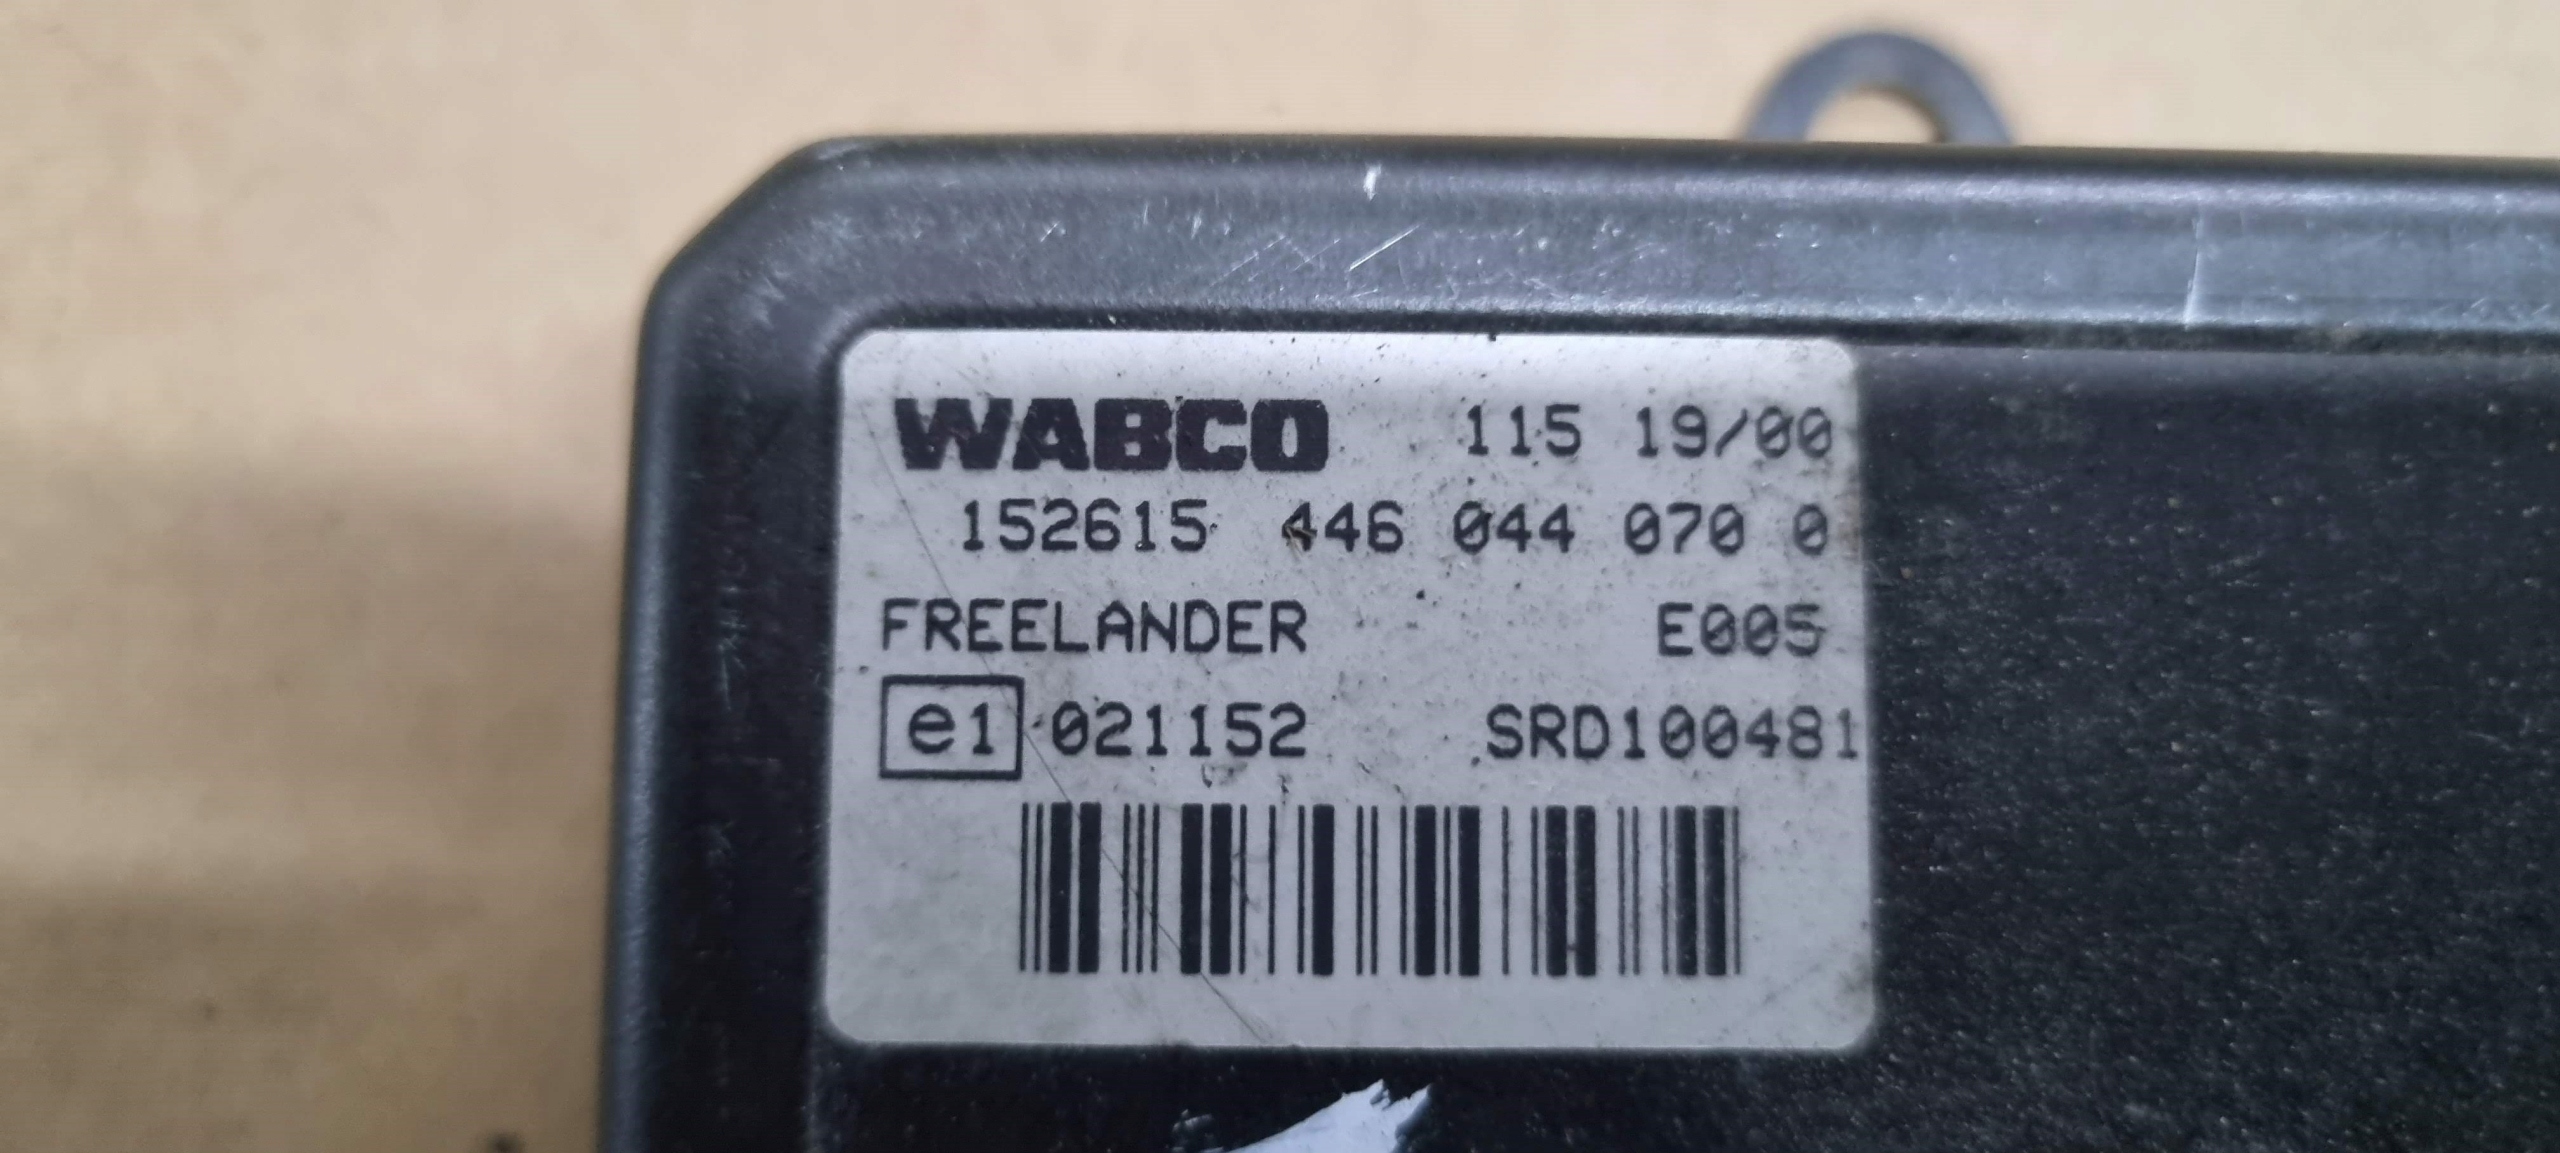 WABCO 115 19/00
152615 446 044 070 0
FREELANDER E005
e1 021152 SRD100481